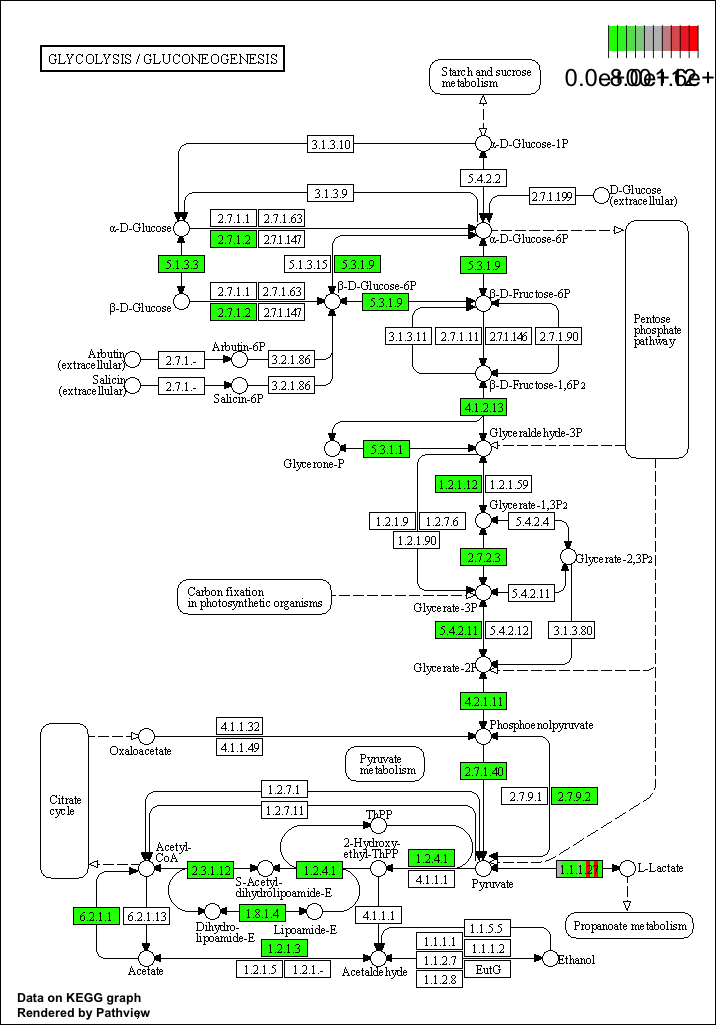 GLYCOLYSIS / GLUCONEOGENESIS
Starch and sucrose
metabolism
α-D-Glucose-1P
3.1.3.10
5.4.2.2
3.1.3.9
2.7.1.199
D-Glucose
(extracellular)
α-D-Glucose
2.7.1.1
2.7.1.63
2.7.1.2
2.7.1.147
α-D-Glucose-6P
5.1.3.3
5.1.3.15
5.3.1.9
5.3.1.9
β-D-Glucose
2.7.1.1
2.7.1.63
2.7.1.2
2.7.1.147
β-D-Glucose-6P
5.3.1.9
β-D-Fructose-6P
Pentose
phosphate
pathway
3.1.3.11
2.7.1.11
2.7.1.146
2.7.1.90
Arbutin
(extracellular)
2.7.1.-
Arbutin-6P
3.2.1.86
Salicin
(extracellular)
2.7.1.-
Salicin-6P
3.2.1.86
β-D-Fructose-1,6P2
4.1.2.13
Glyceraldehyde-3P
5.3.1.1
Glycerone-P
1.2.1.12
1.2.1.59
Glycerate-1,3P2
1.2.1.9
1.2.7.6
1.2.1.90
5.4.2.4
2.7.2.3
Glycerate-2,3P2
Carbon fixation
in photosynthetic organisms
5.4.2.11
Glycerate-3P
5.4.2.11
5.4.2.12
3.1.3.80
Glycerate-2P
4.2.1.11
Phosphoenolpyruvate
4.1.1.32
4.1.1.49
Oxaloacetate
Pyruvate
metabolism
2.7.1.40
2.7.9.1
2.7.9.2
Citrate
cycle
1.2.7.1
1.2.7.11
ThPP
2-Hydroxy-
ethyl-ThPP
Acetyl-
CoA
2.3.1.12
1.2.4.1
1.2.4.1
4.1.1.1
Pyruvate
1.1.1.27
L-Lactate
S-Acetyl-
dihydrolipoamide-E
6.2.1.1
6.2.1.13
1.8.1.4
Dihydro-
lipoamide-E
Lipoamide-E
4.1.1.1
Propanoate metabolism
1.2.1.3
1.2.1.5
1.2.1.-
Acetate
Acetaldehyde
1.1.5.5
1.1.1.1
1.1.1.2
1.1.2.7
EutG
1.1.2.8
Ethanol
Data on KEGG graph
Rendered by Pathview